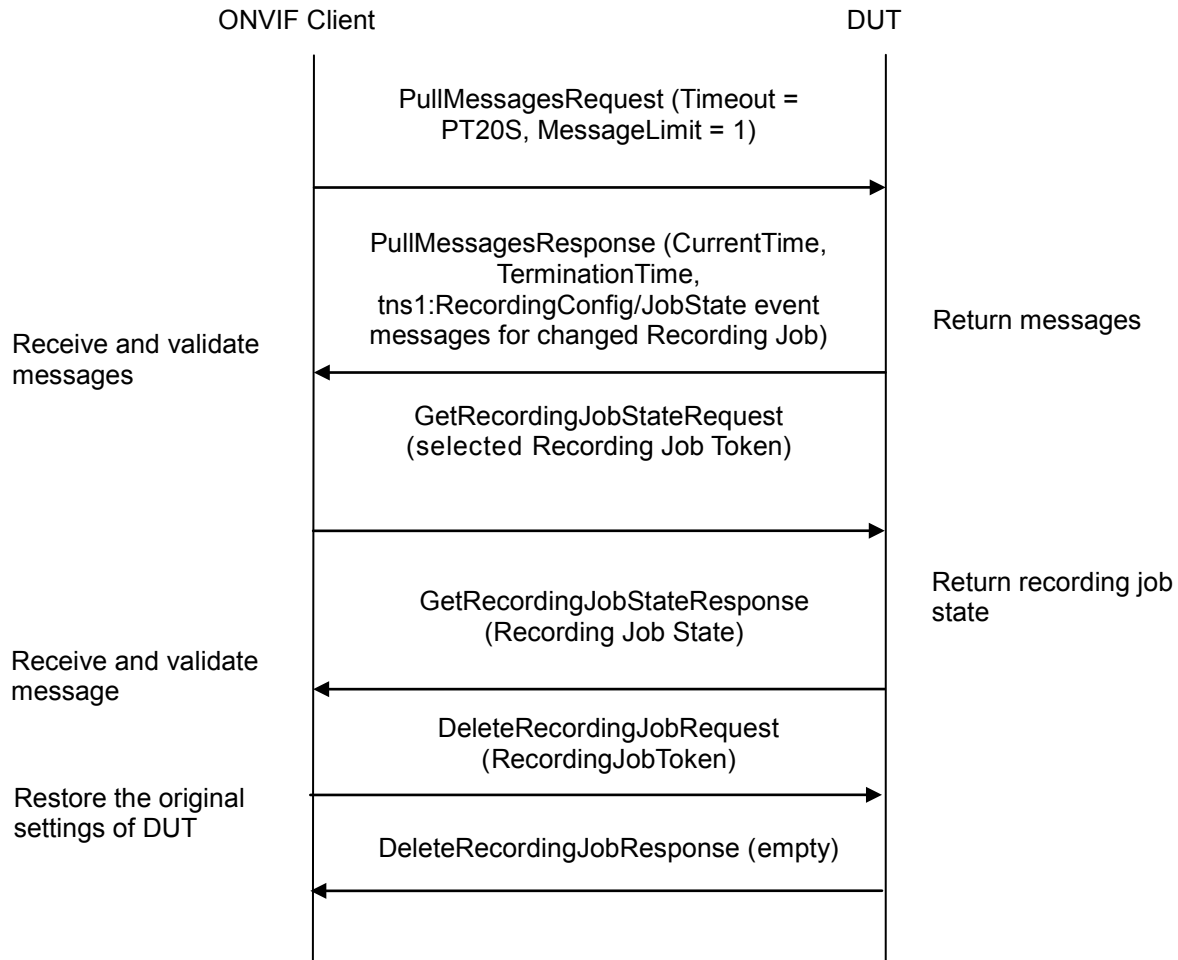 ONVIF Client
DUT
PullMessagesRequest (Timeout =
PT20S, MessageLimit = 1)
PullMessagesResponse (CurrentTime,
TerminationTime,
tns1:RecordingConfig/JobState event
messages for changed Recording Job)
Return messages
Receive and validate
messages
GetRecordingJobStateRequest
(selected Recording Job Token)
Return recording job
state
GetRecordingJobStateResponse
(Recording Job State)
Receive and validate
message
DeleteRecordingJobRequest
(RecordingJobToken)
Restore the original
settings of DUT
DeleteRecordingJobResponse (empty)